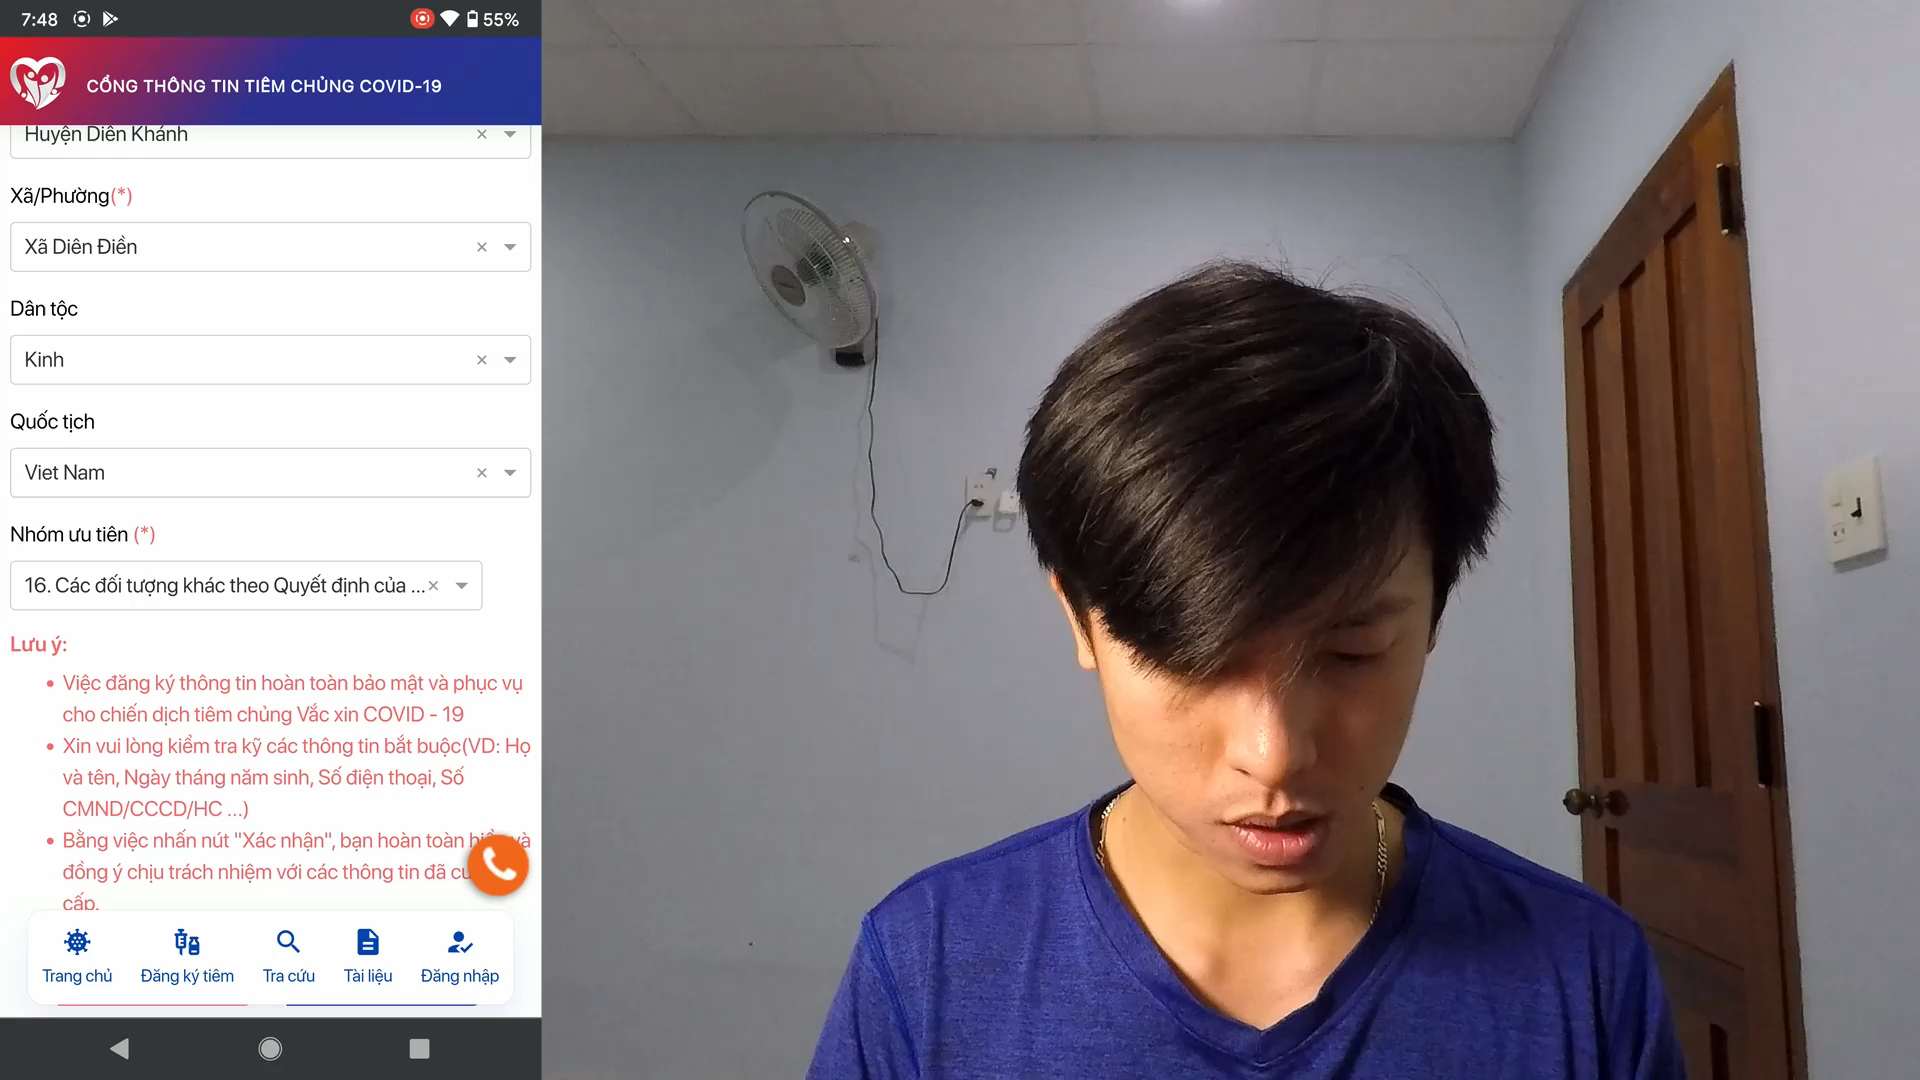 7:48
55%
CỔNG THÔNG TIN TIÊM CHỦNG COVID-19
Huyện Diên Khánh
Xã/Phường(*)
Xã Diên Điền
Dân tộc
Kinh
Quốc tịch
Viet Nam
Nhóm ưu tiên (*)
16. Các đối tượng khác theo Quyết định của ...
Lưu ý:
Việc đăng ký thông tin hoàn toàn bảo mật và phục vụ
cho chiến dịch tiêm chủng Vắc xin COVID - 19
Xin vui lòng kiểm tra kỹ các thông tin bắt buộc(VD: Họ
và tên, Ngày tháng năm sinh, Số điện thoại, Số
CMND/CCCD/HC ...)
Bằng việc nhấn nút "Xác nhận", bạn hoàn toàn và
đồng ý chịu trách nhiệm với các thông tin đã
cấp.
Trang chủ
Đăng ký tiêm
Tra cứu
Tài liệu
Đăng nhập